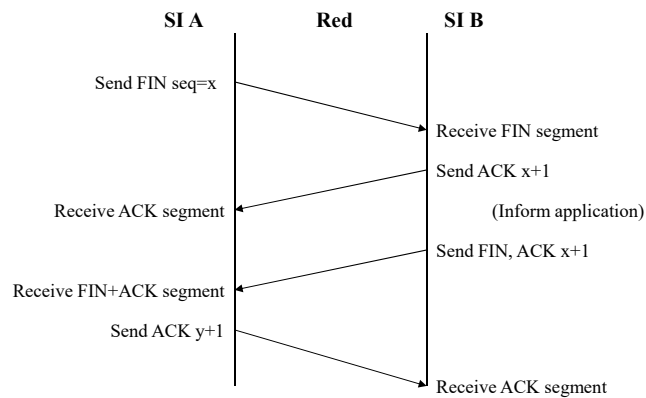 SI A Red SI B
Send FIN seq=x
Receive FIN segment
Send ACK x+1
Receive ACK segment
(Inform application)
Send FIN, ACK x+1
Receive FIN+ACK segment
Send ACK y+1
Receive ACK segment